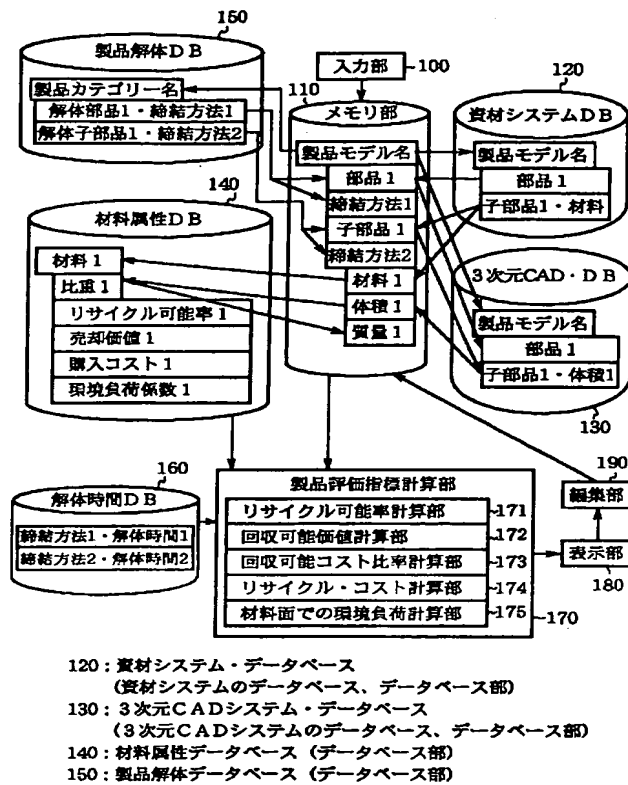 150
製品解体ＤＢ
製品カテゴリー名
解体部品1・締結方法1
解体子部品1・締結方法2
入力部
100
110
メモリ部
製品モデル名
部品1
締結方法1
子部品1
締結方法2
材料1
体積1
質量1
120
資材システムＤＢ
製品モデル名
部品1
子部品1・材料
140
材料属性ＤＢ
材料1
比重1
リサイクル可能率1
売却価値1
購入コスト1
環境負荷係数1
３次元ＣＡＤ・ＤＢ
製品モデル名
部品1
子部品1・体積1
130
160
解体時間ＤＢ
締結方法1・解体時間1
締結方法2・解体時間2
製品評価指標計算部
リサイクル可能率計算部
171
回収可能価値計算部
172
回収可能コスト比率計算部
173
リサイクル・コスト計算部
174
材料面での環境負荷計算部
175
170
190
編集部
表示部
180
120：資材システム・データベース
（資材システムのデータベース、データベース部）
130：３次元ＣＡＤシステム・データベース
（３次元ＣＡＤシステムのデータベース、データベース部）
140：材料属性データベース（データベース部）
150：製品解体データベース（データベース部）